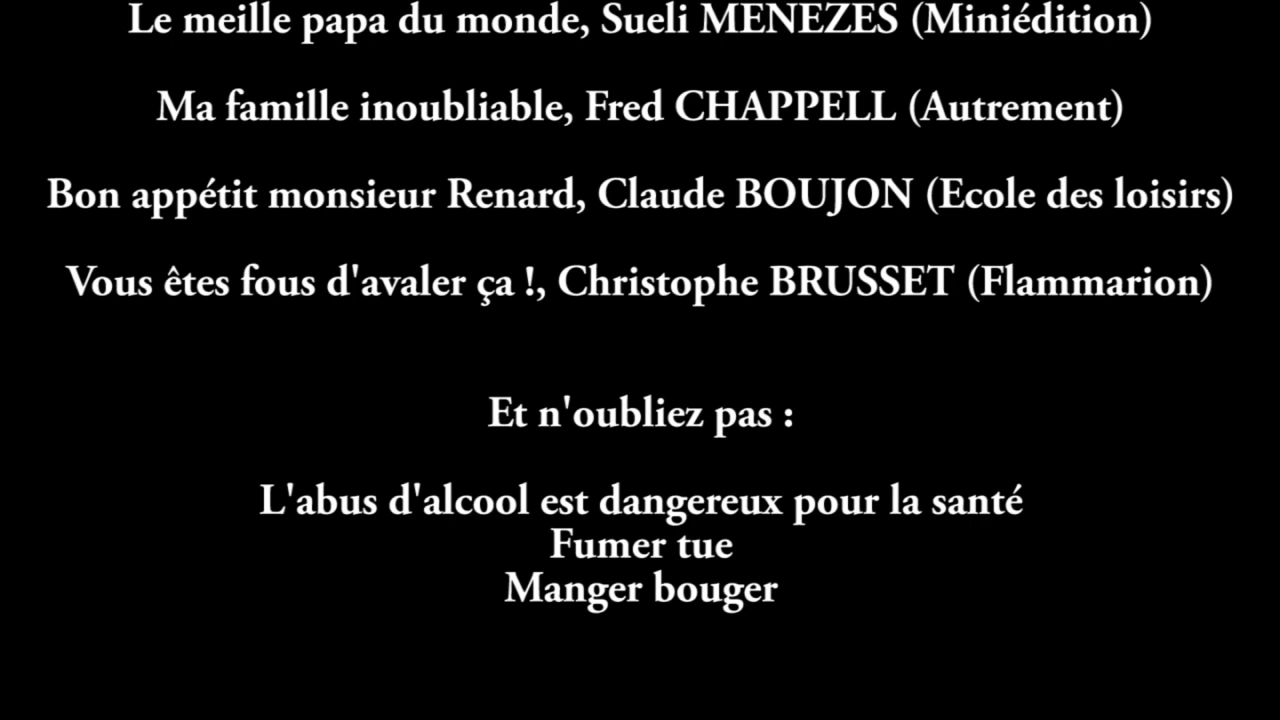 Le meille papa du monde, Sueli MENEZES (Miniédition)
Ma famille inoubliable, Fred CHAPPELL (Autrement)
Bon appétit monsieur Renard, Claude BOUJON (Ecole des loisirs)
Vous êtes fous d'avaler ça !, Christophe BRUSSET (Flammarion)
Et n'oubliez pas :
L'abus d'alcool est dangereux pour la santé
Fumer tue
Manger bouger